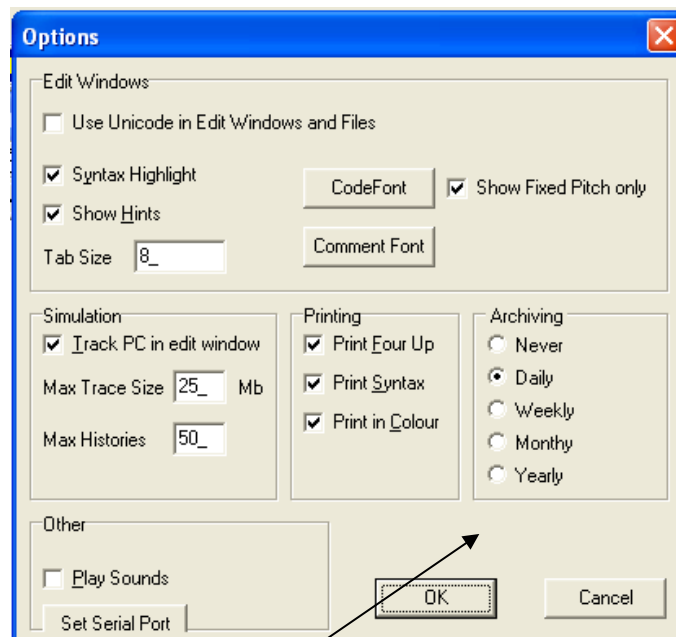 Options
Edit Windows
Use Unicode in Edit Windows and Files
Syntax Highlight
CodeFont
Show Fixed Pitch only
Show Hints
Comment Font
Tab Size 8_
Simulation
Track PC in edit window
Max Trace Size 25_ Mb
Max Histories 50_
Printing
Print Four Up
Print Syntax
Print in Colour
Archiving
Never
Daily
Weekly
Monthy
Yearly
Other
Play Sounds
Set Serial Port
OK
Cancel